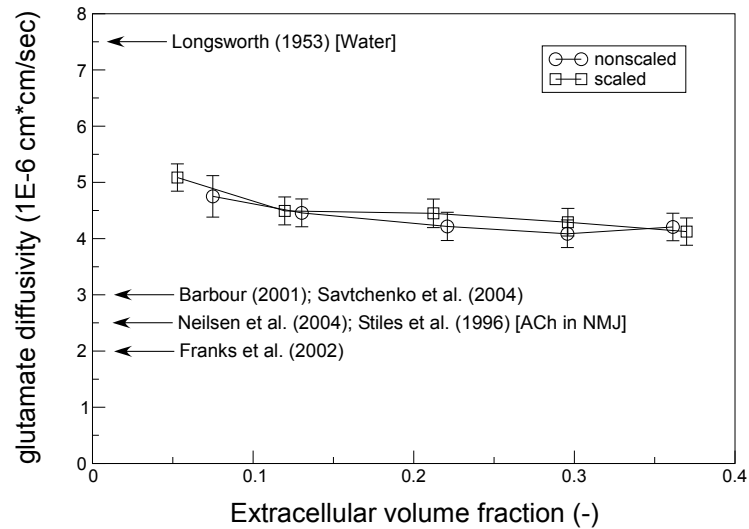 glutamate diffusivity (1E-6 cm*cm/sec)
8
7
6
5
4
3
2
1
0
Longsworth (1953) [Water]
nonscaled
scaled
Barbour (2001); Savtchenko et al. (2004)
Neilsen et al. (2004); Stiles et al. (1996) [ACh in NMJ]
Franks et al. (2002)
0 0.1 0.2 0.3 0.4
Extracellular volume fraction (-)